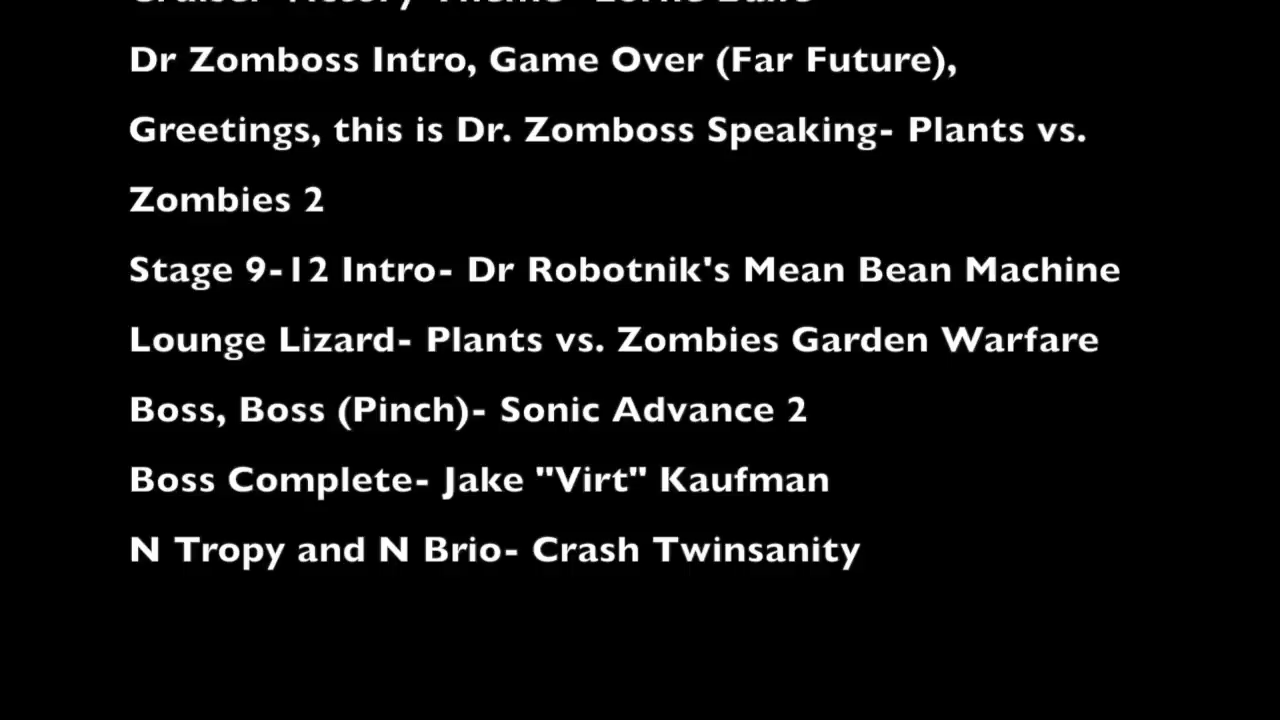 Dr Zomboss Intro, Game Over (Far Future),
Greetings, this is Dr. Zomboss Speaking- Plants vs.
Zombies 2
Stage 9-12 Intro- Dr Robotnik's Mean Bean Machine
Lounge Lizard- Plants vs. Zombies Garden Warfare
Boss, Boss (Pinch)- Sonic Advance 2
Boss Complete- Jake "Virt" Kaufman
N Tropy and N Brio- Crash Twinsanity